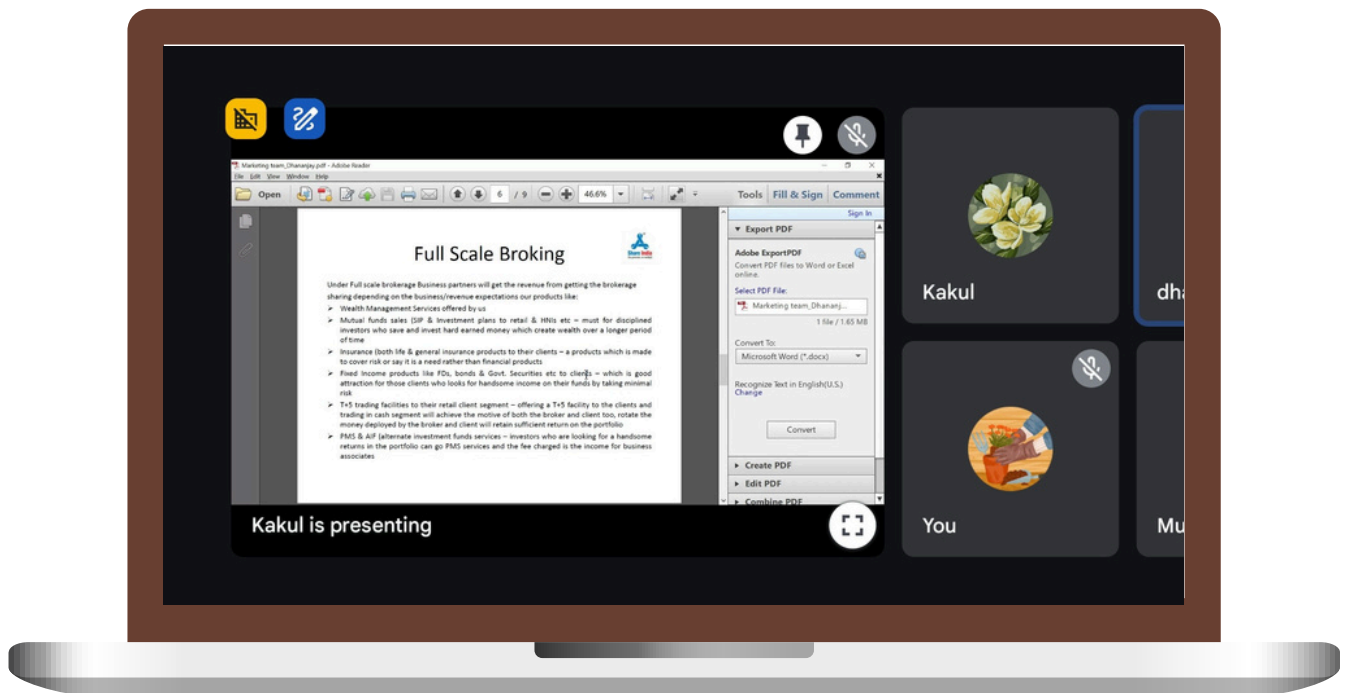 Marketing team_Dhananjay.pdf - Adobe Reader
File Edit View Window Help
Open 6 / 9 46.6% Tools Fill & Sign Comment
Sign In
Full Scale Broking
Share India
Under Full scale brokerage Business partners will get the revenue from getting the brokerage
sharing depending on the business/revenue expectations our products like:
➢ Wealth Management Services offered by us
➢ Mutual funds sales (SIP & Investment plans to retail & HNIs etc – must for disciplined
investors who save and invest hard earned money which create wealth over a longer period
of time
➢ Insurance (both life & general insurance products to their clients – a products which is made
to cover risk or say it is a need rather than financial products
➢ Fixed Income products like FDs, bonds & Govt. Securities etc to clients – which is good
attraction for those clients who looks for handsome income on their funds by taking minimal
risk
➢ T+5 trading facilities to their retail client segment – offering a T+5 facility to the clients and
trading in cash segment will achieve the motive of both the broker and client too, rotate the
money deployed by the broker and client will retain sufficient return on the portfolio
➢ PMS & AIF (alternate investment funds services – investors who are looking for a handsome
returns in the portfolio can go PMS services and the fee charged is the income for business
associates
Export PDF
Adobe ExportPDF
Convert PDF files to Word or Excel
online.
Select PDF File:
Marketing team_Dhananj...
1 file / 1.65 MB
Convert To:
Microsoft Word (*.docx)
Recognize Text in English(U.S.)
Change
Convert
Create PDF
Edit PDF
Combine PDF
Kakul is presenting
Kakul
dha
You
Mu